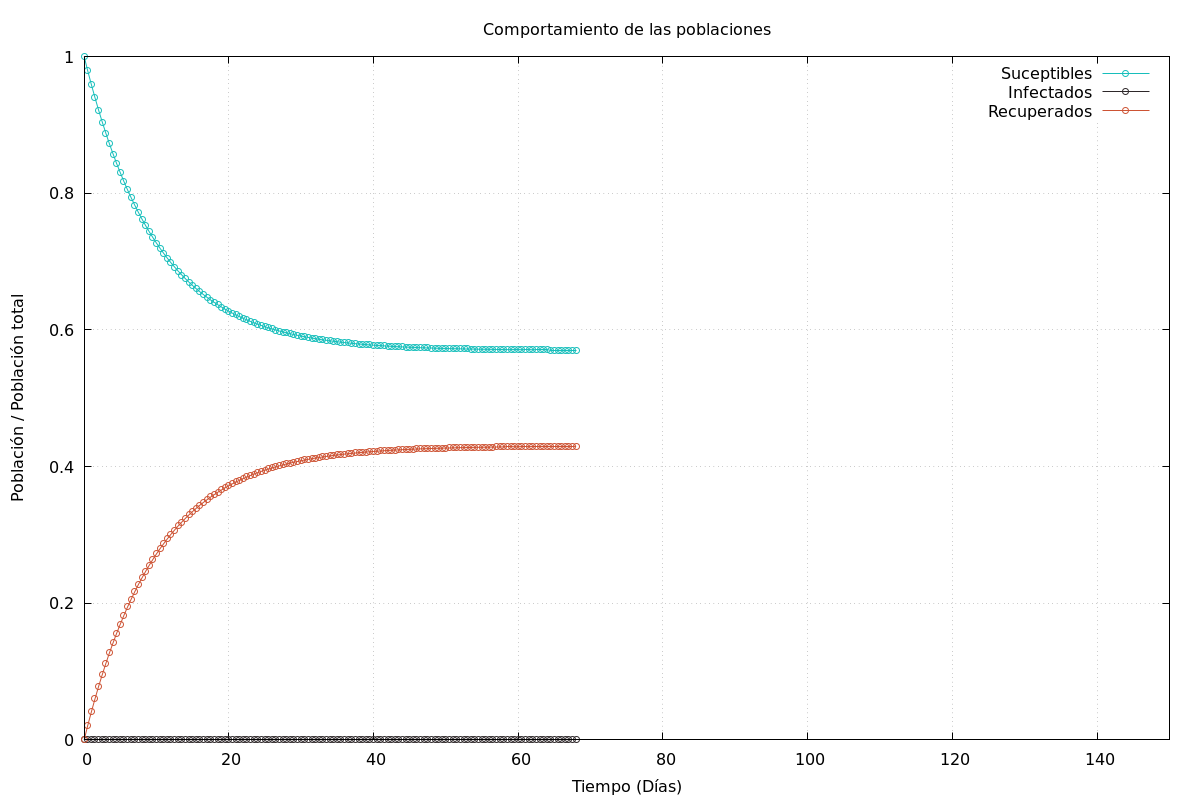 Comportamiento de las poblaciones
Suceptibles
Infectados
Recuperados
Población / Población total
1
0.8
0.6
0.4
0.2
0
0 20 40 60 80 100 120 140
Tiempo (Días)